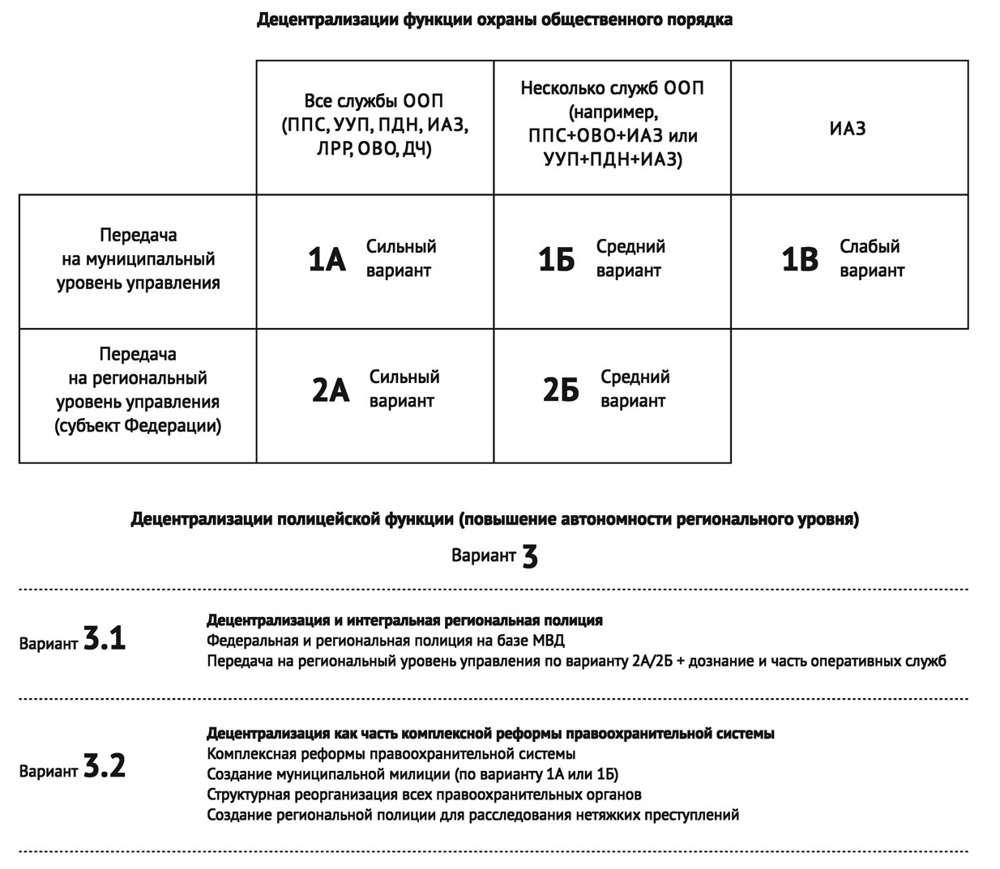 Децентрализации функции охраны общественного порядка
Все службы ООП
(ППС, УУП, ПДН, ИАЗ,
ЛРР, ОВО, ДЧ)
Несколько служб ООП
(например,
ППС+ОВО+ИАЗ или
УУП+ПДН+ИАЗ)
ИАЗ
Передача
на муниципальный
уровень управления
1А Сильный
вариант
1Б Средний
вариант
1В Слабый
вариант
Передача
на региональный
уровень управления
(субъект Федерации)
2А Сильный
вариант
2Б Средний
вариант
Децентрализации полицейской функции (повышение автономности регионального уровня)
Вариант 3
Вариант 3.1
Децентрализация и интегральная региональная полиция
Федеральная и региональная полиция на базе МВД
Передача на региональный уровень управления по варианту 2А/2Б + дознание и часть оперативных служб
Вариант 3.2
Децентрализация как часть комплексной реформы правоохранительной системы
Комплексная реформы правоохранительной системы
Создание муниципальной милиции (по варианту 1А или 1Б)
Структурная реорганизация всех правоохранительных органов
Создание региональной полиции для расследования нетяжких преступлений